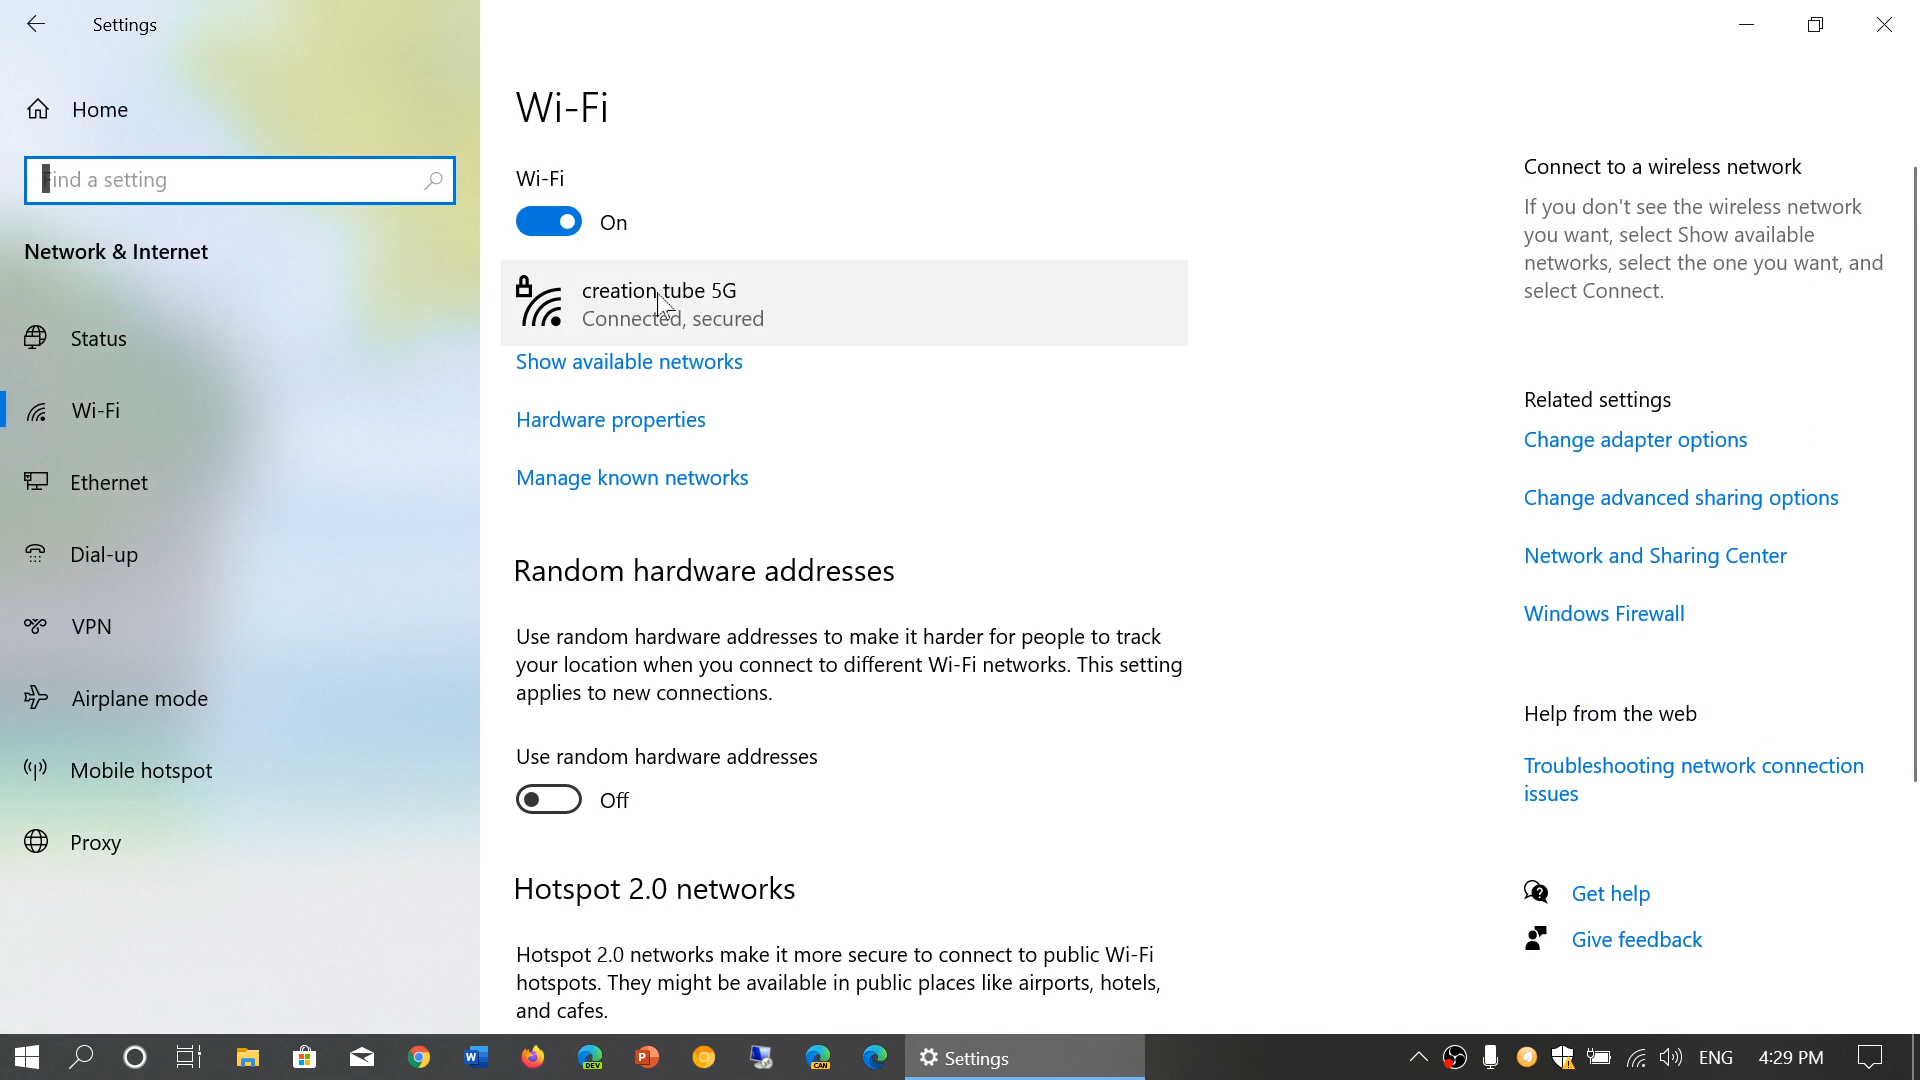 Settings
Home
Find a setting
Network & Internet
Status
Wi-Fi
Ethernet
Dial-up
VPN
Airplane mode
Mobile hotspot
Proxy
Wi-Fi
Wi-Fi
On
creation tube 5G
Connected, secured
Show available networks
Hardware properties
Manage known networks
Random hardware addresses
Use random hardware addresses to make it harder for people to track
your location when you connect to different Wi-Fi networks. This setting
applies to new connections.
Use random hardware addresses
Off
Hotspot 2.0 networks
Hotspot 2.0 networks make it more secure to connect to public Wi-Fi
hotspots. They might be available in public places like airports, hotels,
and cafes.
Connect to a wireless network
If you don't see the wireless network
you want, select Show available
networks, select the one you want, and
select Connect.
Related settings
Change adapter options
Change advanced sharing options
Network and Sharing Center
Windows Firewall
Help from the web
Troubleshooting network connection
issues
Get help
Give feedback
W
DEV
P
CAN
Settings
ENG
4:29 PM